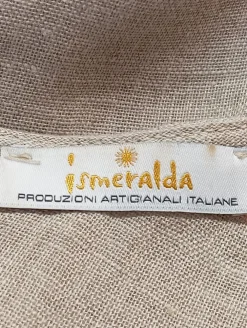 ismeralda
PRODUZIONI ARTIGIANALI ITALIANE